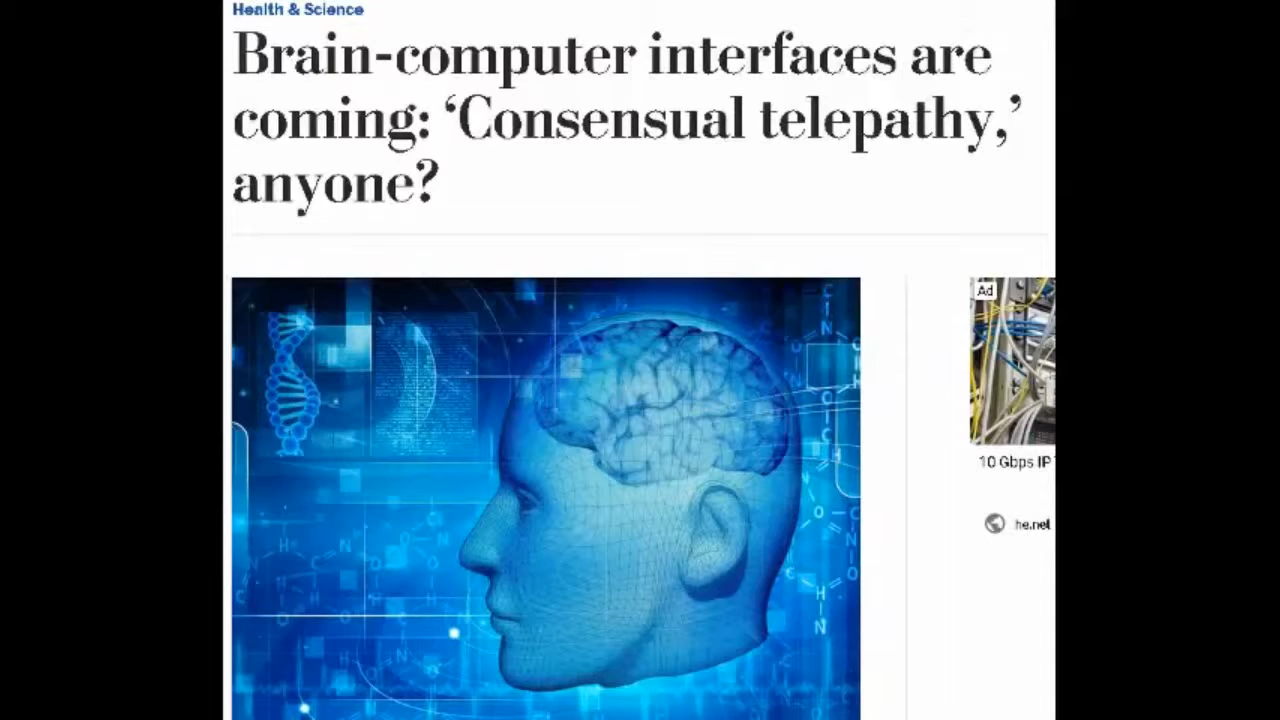 Health & Science
Brain-computer interfaces are
coming: ‘Consensual telepathy,’
anyone?
Ad
10 Gbps IP
he.net